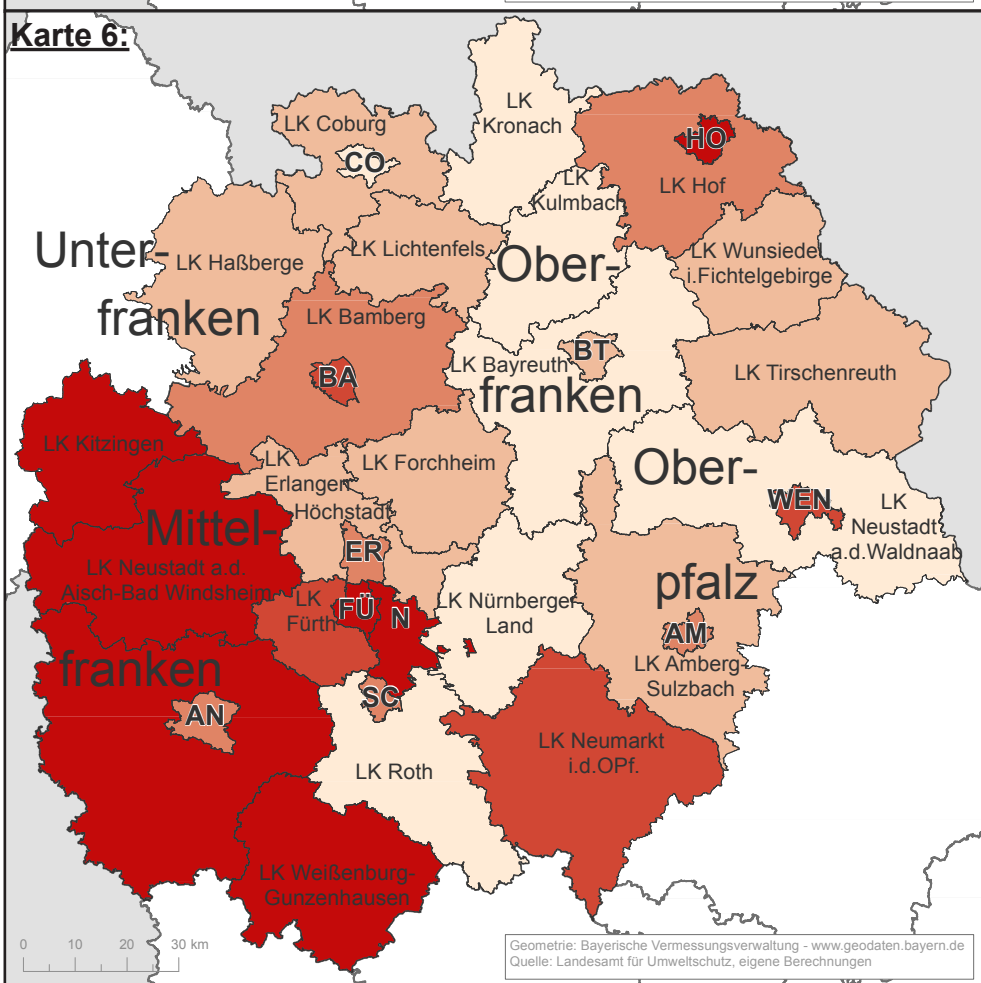 Karte 6:
LK
Kronach
LK Coburg
CO
HO
LK Hof
LK
Kulmbach
Unter-
franken
LK Haßberge
LK Lichtenfels
Ober-
franken
LK Wunsiedel
i.Fichtelgebirge
LK Bamberg
BA
LK Bayreuth
BT
LK Tirschenreuth
LK Kitzingen
LK
Erlangen
Höchstadt
LK Forchheim
Ober-
pfalz
WEN
LK
Neustadt
a.d.Waldnaab
Mittel-
franken
ER
LK Neustadt a.d.
Aisch-Bad Windsheim
LK
Fürth
FÜ
N
LK Nürnberger
Land
AM
LK Amberg-
Sulzbach
AN
SC
LK Roth
LK Neumarkt
i.d.OPf.
LK Weißenburg-
Gunzenhausen
0 10 20 30 km
Geometrie: Bayerische Vermessungsverwaltung - www.geodaten.bayern.de
Quelle: Landesamt für Umweltschutz, eigene Berechnungen